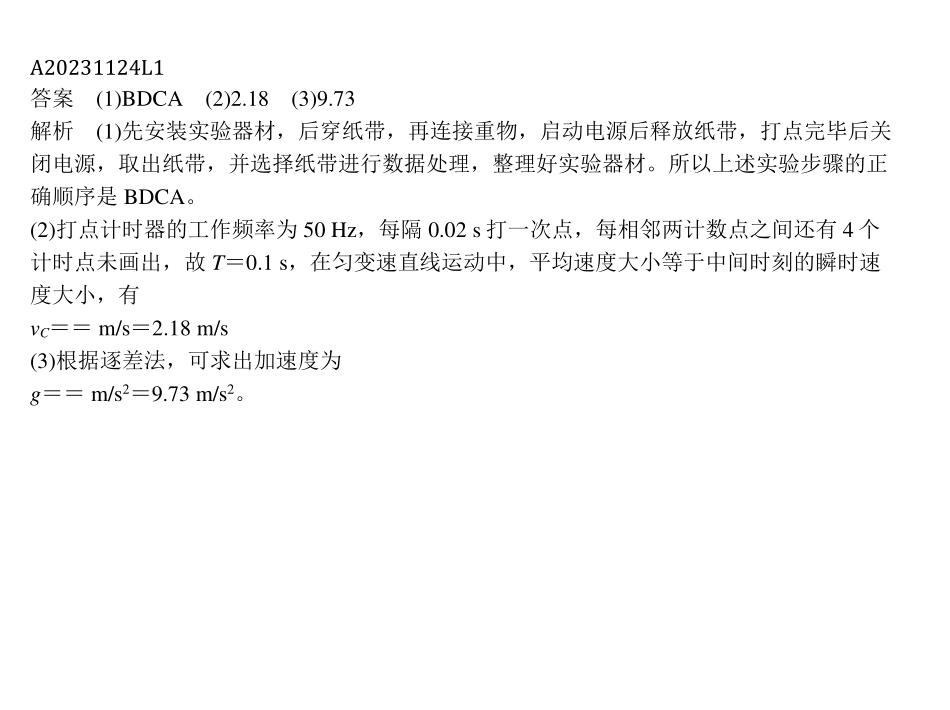 A20231124L1
答案　(1)BDCA　(2)2.18　(3)9.73
解析　(1)先安装实验器材，后穿纸带，再连接重物，启动电源后释放纸带，打点完毕后关
闭电源，取出纸带，并选择纸带进行数据处理，整理好实验器材。所以上述实验步骤的正
确顺序是 BDCA。
(2)打点计时器的工作频率为 50 Hz，每隔 0.02 s 打一次点，每相邻两计数点之间还有 4 个
计时点未画出，故 T＝0.1 s，在匀变速直线运动中，平均速度大小等于中间时刻的瞬时速
度大小，有
vC＝＝ m/s＝2.18 m/s
(3)根据逐差法，可求出加速度为
g＝＝ m/s²＝9.73 m/s²。